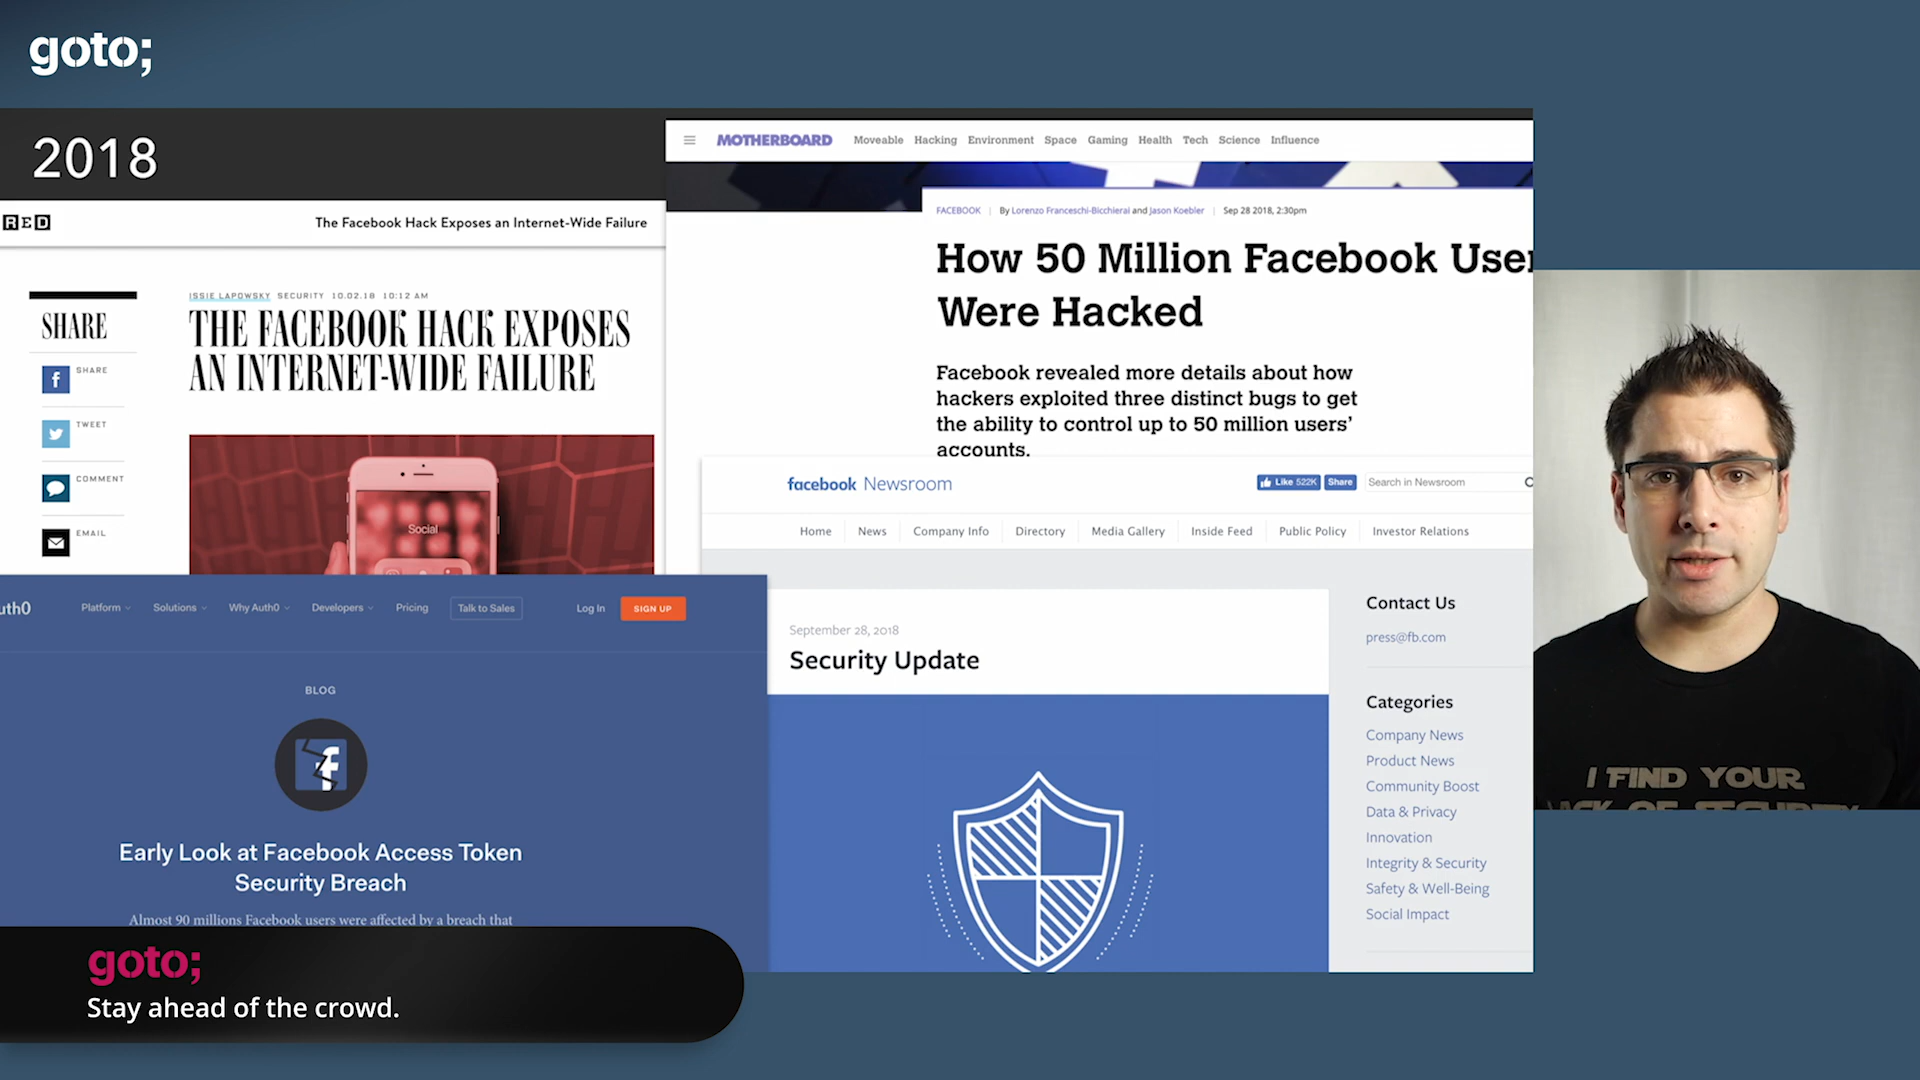 goto;
2018
RED
The Facebook Hack Exposes an Internet-Wide Failure
SHARE
SHARE
TWEET
COMMENT
EMAIL
ISSIE LAPOWSKY SECURITY 10.02.18 10:12 AM
THE FACEBOOK HACK EXPOSES
AN INTERNET-WIDE FAILURE
Social
MOTHERBOARD Moveable Hacking Environment Space Gaming Health Tech Science Influence
FACEBOOK | By Lorenzo Franceschi-Bicchierai and Jason Koebler | Sep 28 2018, 2:30pm
How 50 Million Facebook User
Were Hacked
Facebook revealed more details about how
hackers exploited three distinct bugs to get
the ability to control up to 50 million users’
accounts.
facebook Newsroom
Like 522K Share Search in Newsroom
Home News Company Info Directory Media Gallery Inside Feed Public Policy Investor Relations
September 28, 2018
Security Update
Contact Us
press@fb.com
Categories
Company News
Product News
Community Boost
Data & Privacy
Innovation
Integrity & Security
Safety & Well-Being
Social Impact
uth0 Platform Solutions Why Auth0 Developers Pricing Talk to Sales Log In SIGN UP
BLOG
Early Look at Facebook Access Token
Security Breach
Almost 90 millions Facebook users were affected by a breach that
goto;
Stay ahead of the crowd.
I FIND YOUR
LACK OF SECURITY